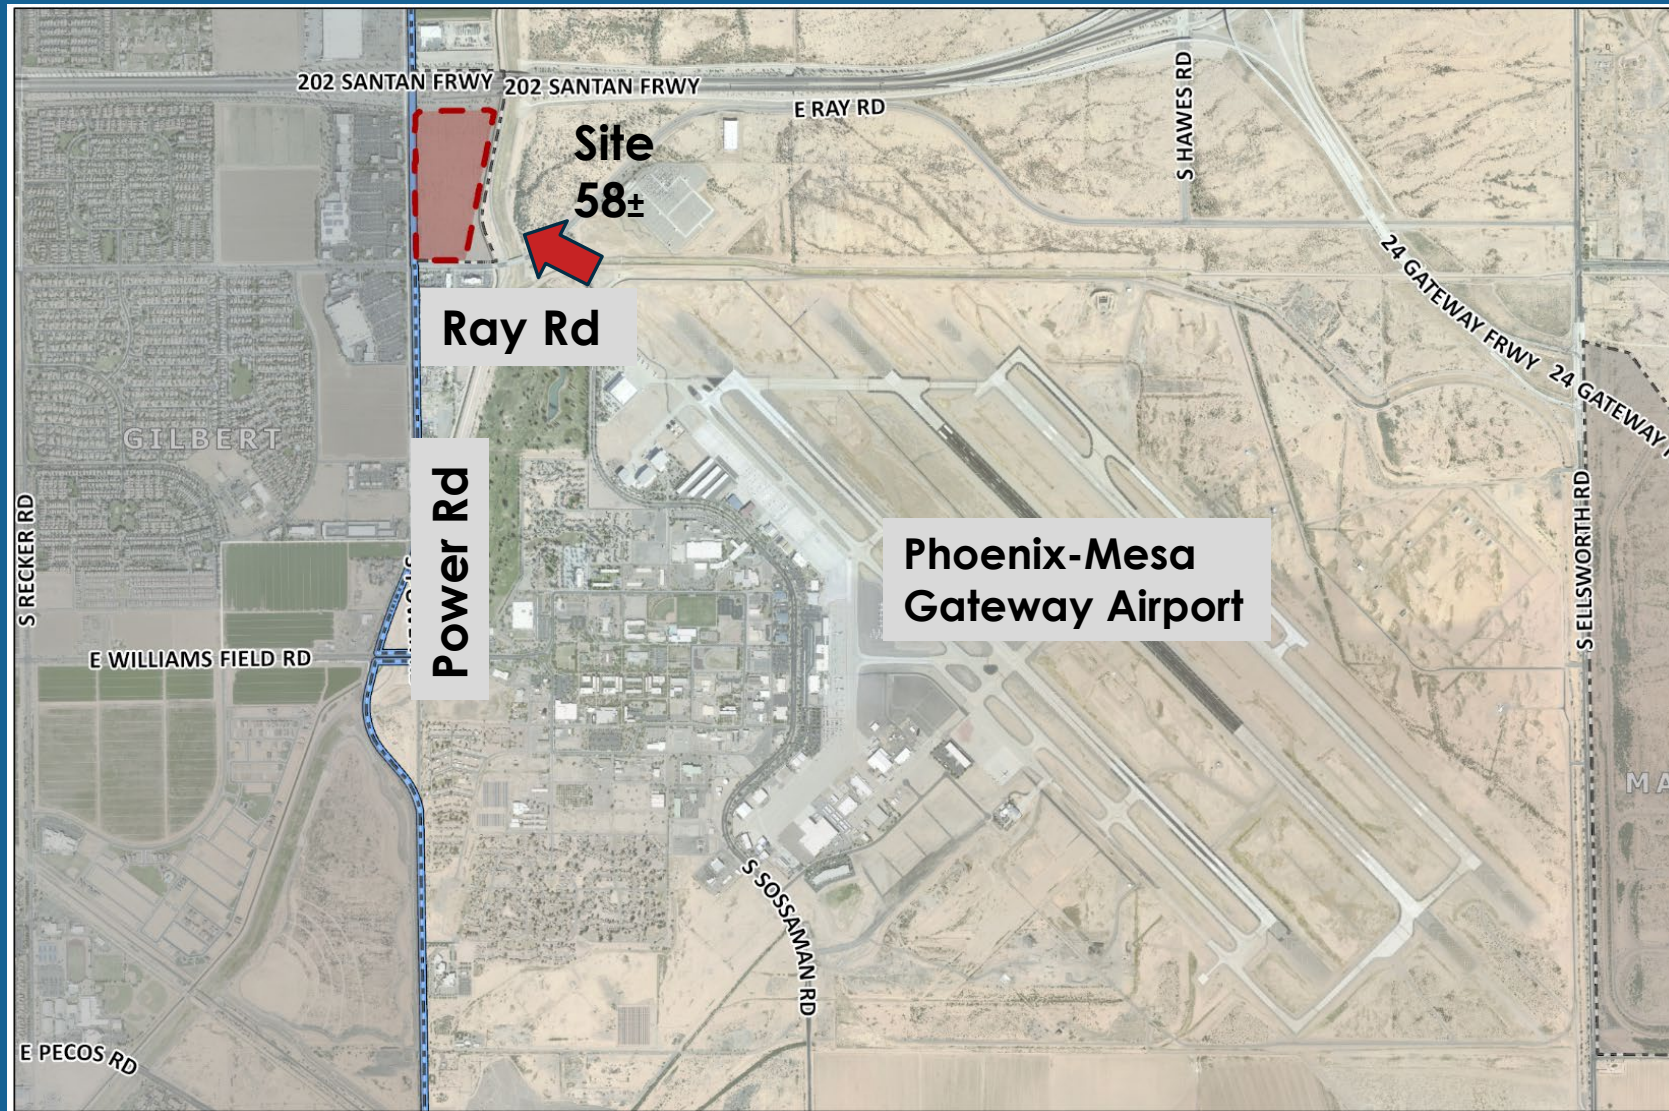 202 SANTAN FRWY
202 SANTAN FRWY
E RAY RD
S HAWES RD
Site
58±
24 GATEWAY FRWY
24 GATEWAY
Ray Rd
GILBERT
Power Rd
S RECKER RD
Phoenix-Mesa
Gateway Airport
S ELLSWORTH RD
E WILLIAMS FIELD RD
MA
S SOSSAMAN RD
E PECOS RD